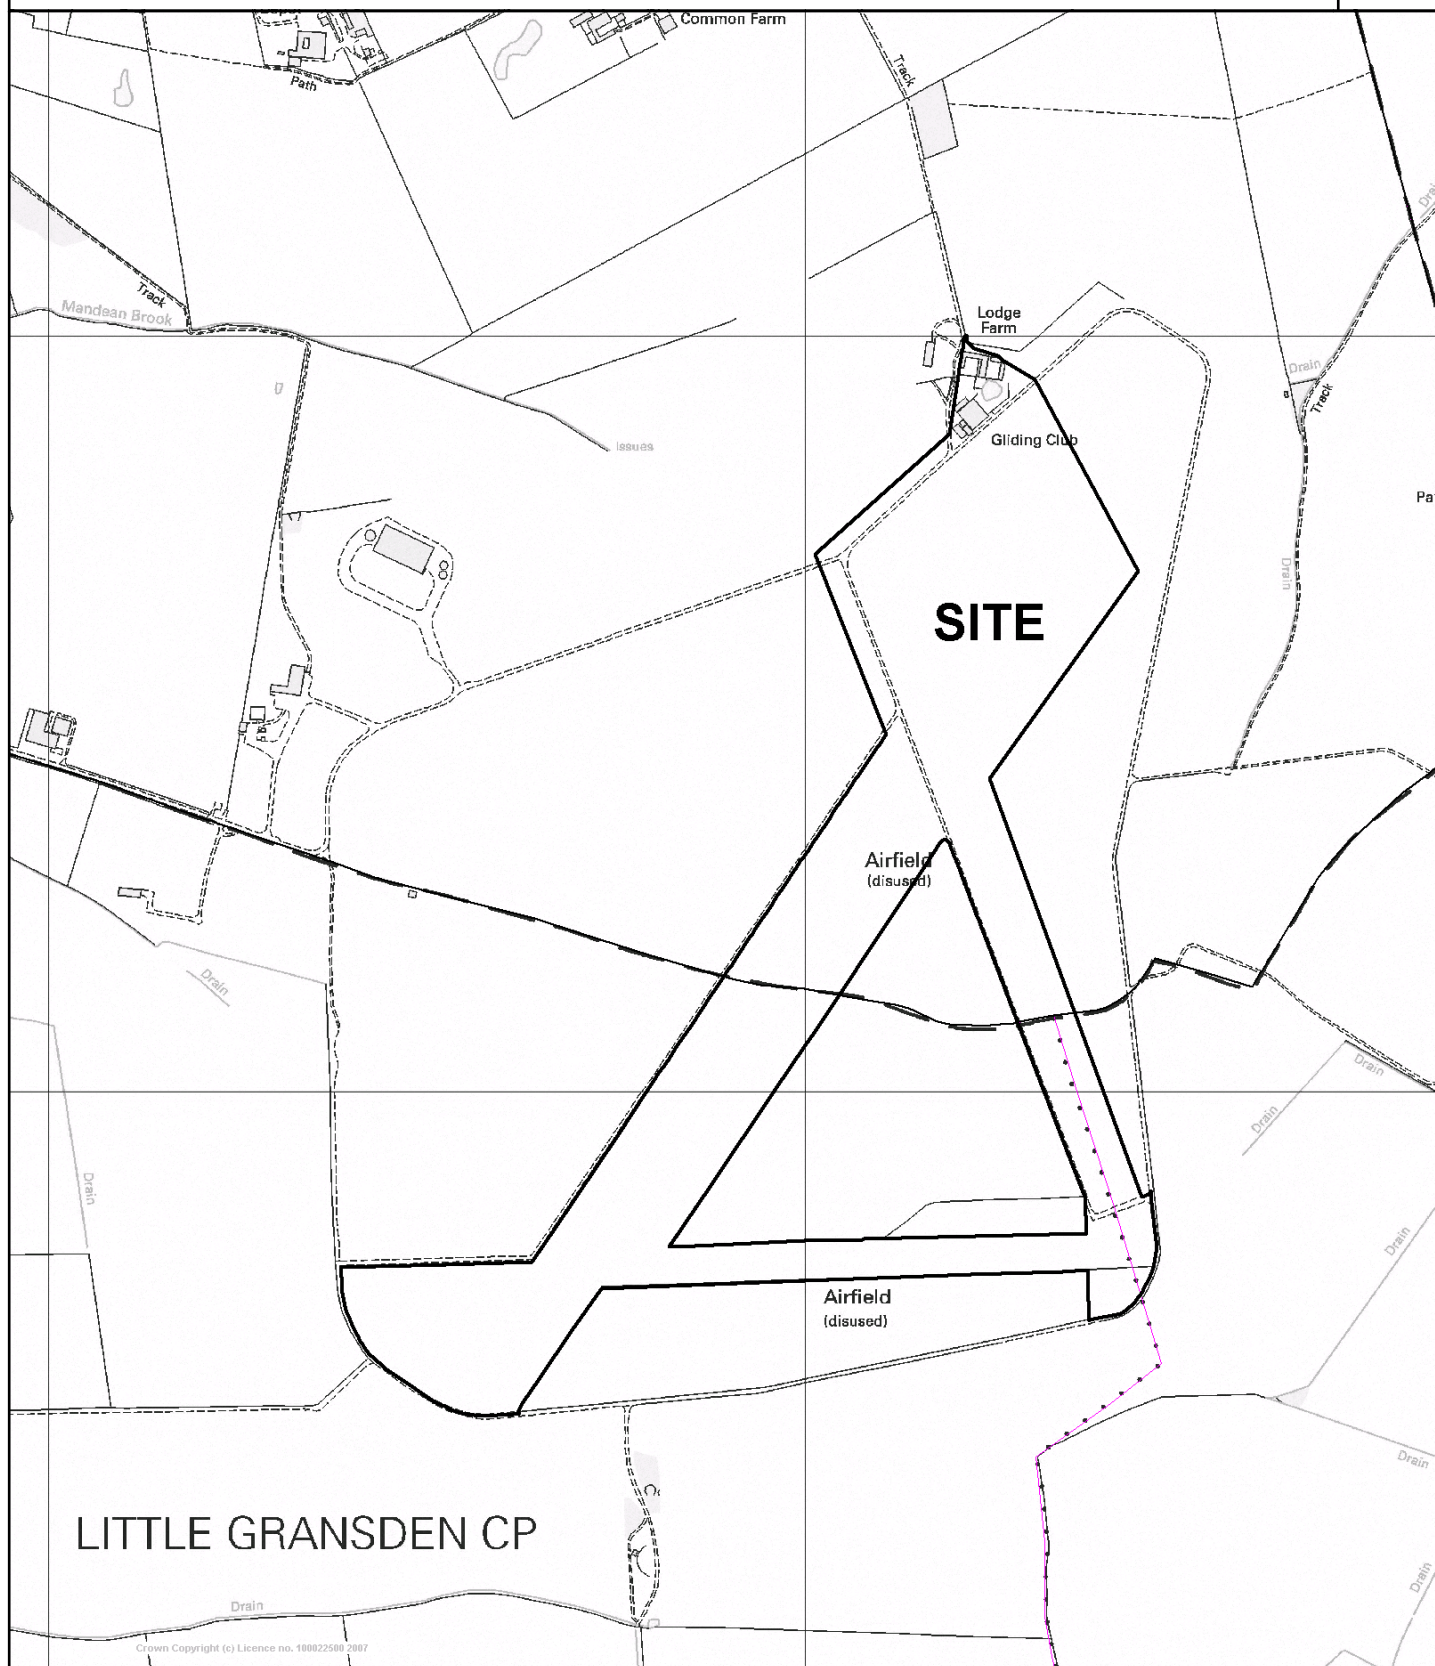 Common Farm
Path
Track
Drain
Track
Mandean Brook
Lodge
Farm
Drain
Track
Gliding Club
Issues
Drain
SITE
Airfield
(disused)
Drain
Drain
Drain
Drain
Drain
Airfield
(disused)
Drain
LITTLE GRANSDEN CP
Drain
Drain
Crown Copyright (c) Licence no. 100022500 2007